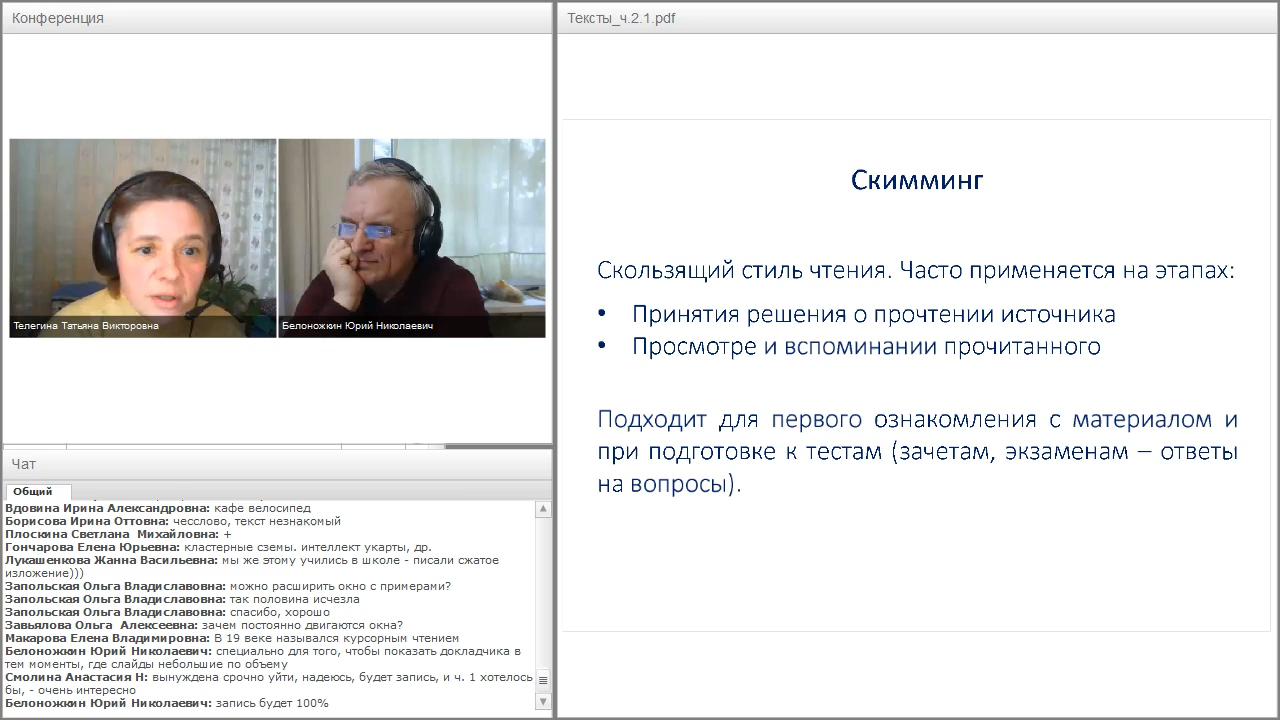 Конференция
Телегина Татьяна Викторовна
Белоножкин Юрий Николаевич
Чат
Общий
Вдовина Ирина Александровна: кафе велосипед
Борисова Ирина Оттовна: чесслово, текст незнакомый
Плоскина Светлана Михайловна: +
Гончарова Елена Юрьевна: кластерные сземы. интеллект укарты, др.
Лукашенкова Жанна Васильевна: мы же этому учились в школе - писали сжатое
изложение)))
Запольская Ольга Владиславовна: можно расширить окно с примерами?
Запольская Ольга Владиславовна: так половина исчезла
Запольская Ольга Владиславовна: спасибо, хорошо
Завьялова Ольга Алексеевна: зачем постоянно двигаются окна?
Макарова Елена Владимировна: В 19 веке назывался курсорным чтением
Белоножкин Юрий Николаевич: специально для того, чтобы показать докладчика в
тем моменты, где слайды небольшие по объему
Смолина Анастасия Н: вынуждена срочно уйти, надеюсь, будет запись, и ч. 1 хотелось
бы, - очень интересно
Белоножкин Юрий Николаевич: запись будет 100%
Тексты_ч.2.1.pdf
Скимминг
Скользящий стиль чтения. Часто применяется на этапах:
• Принятия решения о прочтении источника
• Просмотре и вспоминании прочитанного
Подходит для первого ознакомления с материалом и
при подготовке к тестам (зачетам, экзаменам – ответы
на вопросы).